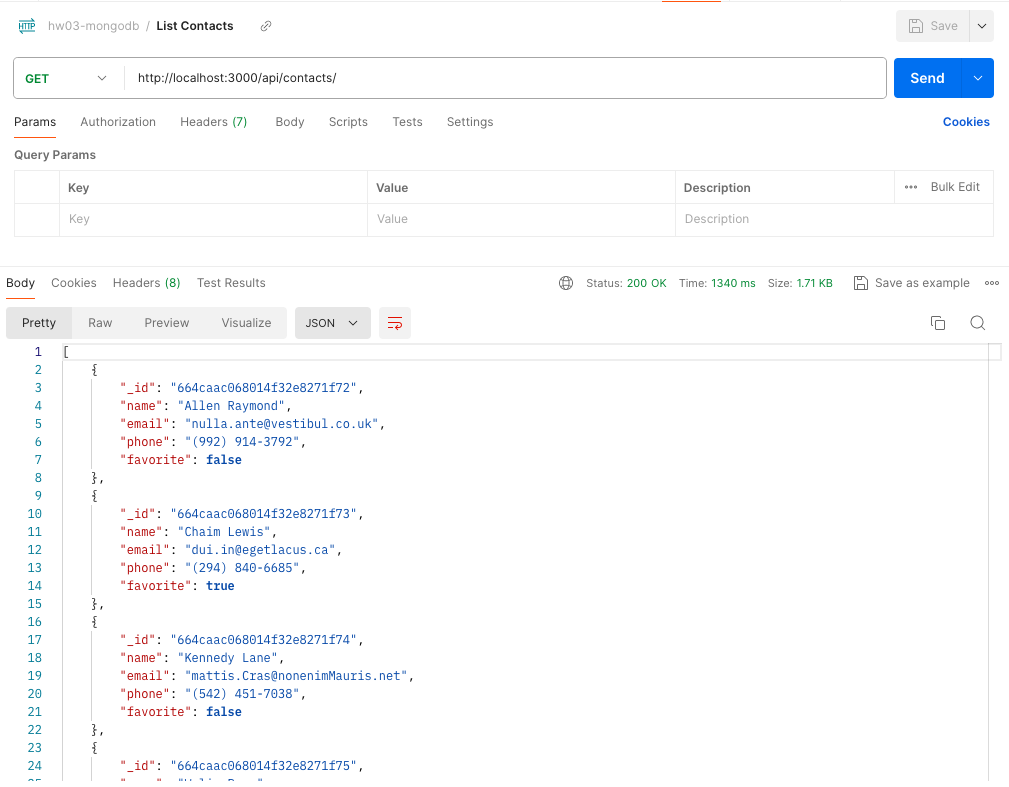 HTTP hw03-mongodb / List Contacts Save
GET http://localhost:3000/api/contacts/ Send
Params Authorization Headers (7) Body Scripts Tests Settings Cookies
Query Params
Key Value Description ••• Bulk Edit
Key Value Description
Body Cookies Headers (8) Test Results Status: 200 OK Time: 1340 ms Size: 1.71 KB Save as example
Pretty Raw Preview Visualize JSON
1 [
2 {
3 "_id": "664caac068014f32e8271f72",
4 "name": "Allen Raymond",
5 "email": "nulla.ante@vestibul.co.uk",
6 "phone": "(992) 914-3792",
7 "favorite": false
8 },
9 {
10 "_id": "664caac068014f32e8271f73",
11 "name": "Chaim Lewis",
12 "email": "dui.in@egetlacus.ca",
13 "phone": "(294) 840-6685",
14 "favorite": true
15 },
16 {
17 "_id": "664caac068014f32e8271f74",
18 "name": "Kennedy Lane",
19 "email": "mattis.Cras@nonenimMauris.net",
20 "phone": "(542) 451-7038",
21 "favorite": false
22 },
23 {
24 "_id": "664caac068014f32e8271f75",